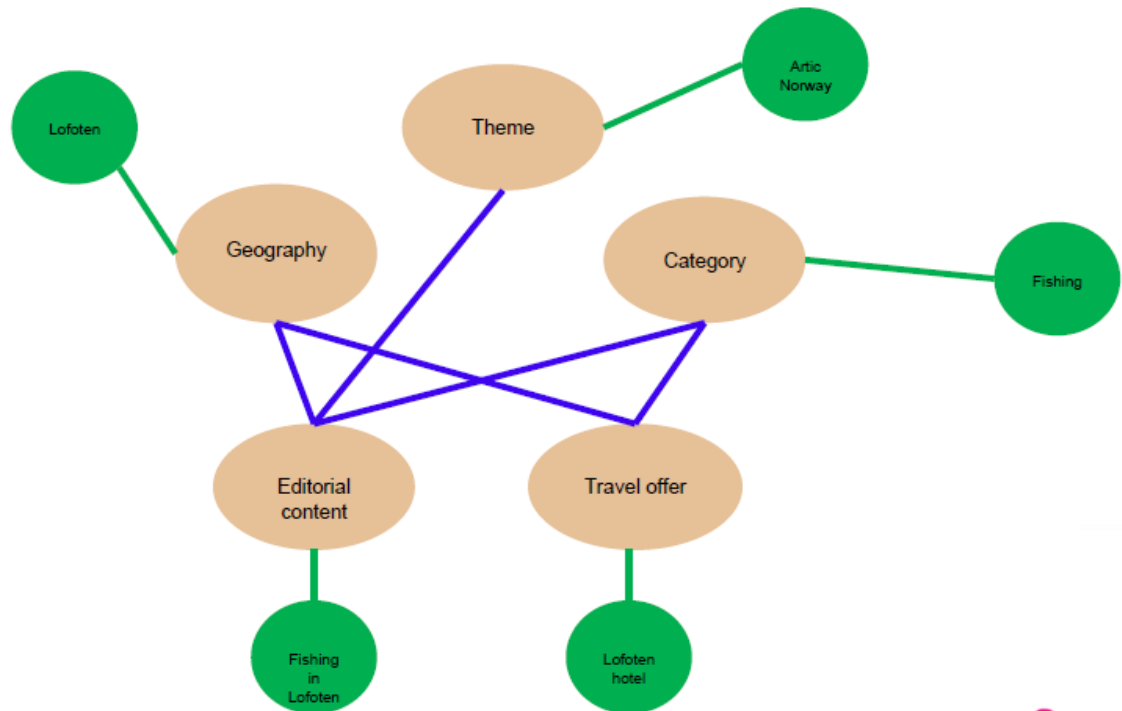 Artic
Norway
Lofoten
Theme
Geography
Category
Fishing
Editorial
content
Travel offer
Fishing
in
Lofoten
Lofoten
hotel